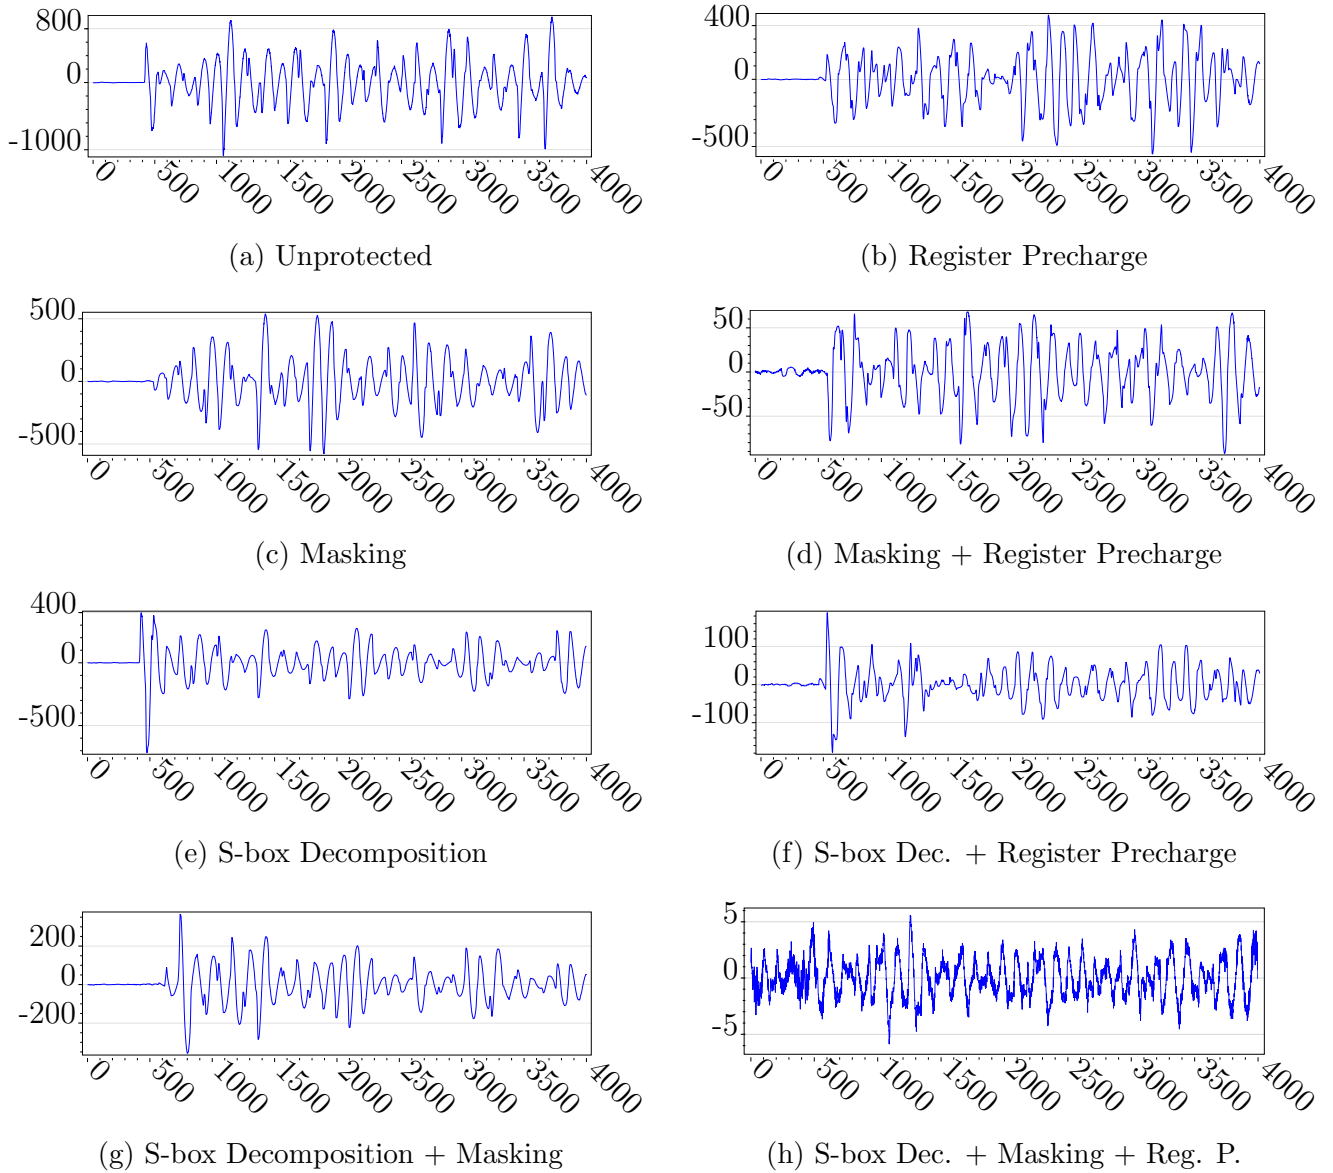 800
0
-1000
0 500 1000 1500 2000 2500 3000 3500 4000
(a) Unprotected
400
0
-500
0 500 1000 1500 2000 2500 3000 3500 4000
(b) Register Precharge
500
0
-500
0 500 1000 1500 2000 2500 3000 3500 4000
(c) Masking
50
0
-50
0 500 1000 1500 2000 2500 3000 3500 4000
(d) Masking + Register Precharge
400
0
-500
0 500 1000 1500 2000 2500 3000 3500 4000
(e) S-box Decomposition
100
0
-100
0 500 1000 1500 2000 2500 3000 3500 4000
(f) S-box Dec. + Register Precharge
200
0
-200
0 500 1000 1500 2000 2500 3000 3500 4000
(g) S-box Decomposition + Masking
5
0
-5
0 500 1000 1500 2000 2500 3000 3500 4000
(h) S-box Dec. + Masking + Reg. P.